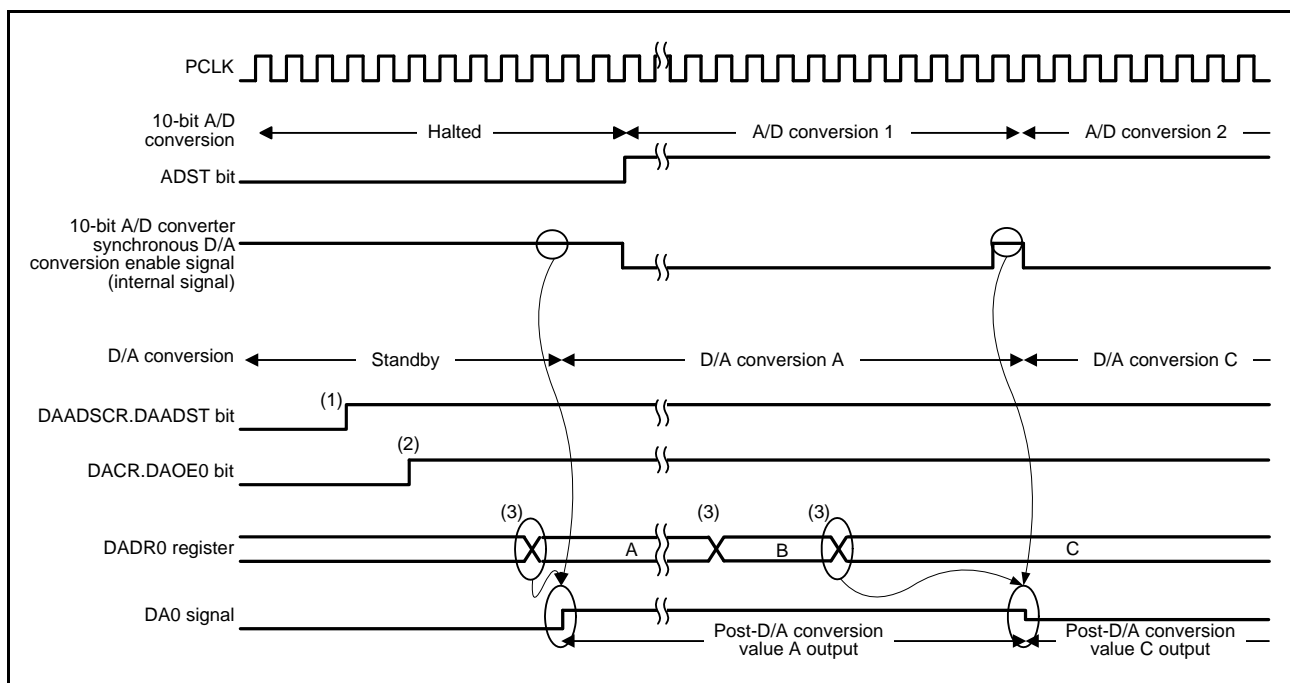 PCLK
10-bit A/D
conversion
Halted
A/D conversion 1
A/D conversion 2
ADST bit
10-bit A/D converter
synchronous D/A
conversion enable signal
(internal signal)
D/A conversion
Standby
D/A conversion A
D/A conversion C
(1)
DAADSCR.DAADST bit
(2)
DACR.DAOE0 bit
(3)
(3)
(3)
DADR0 register
A
B
C
DA0 signal
Post-D/A conversion
value A output
Post-D/A conversion
value C output